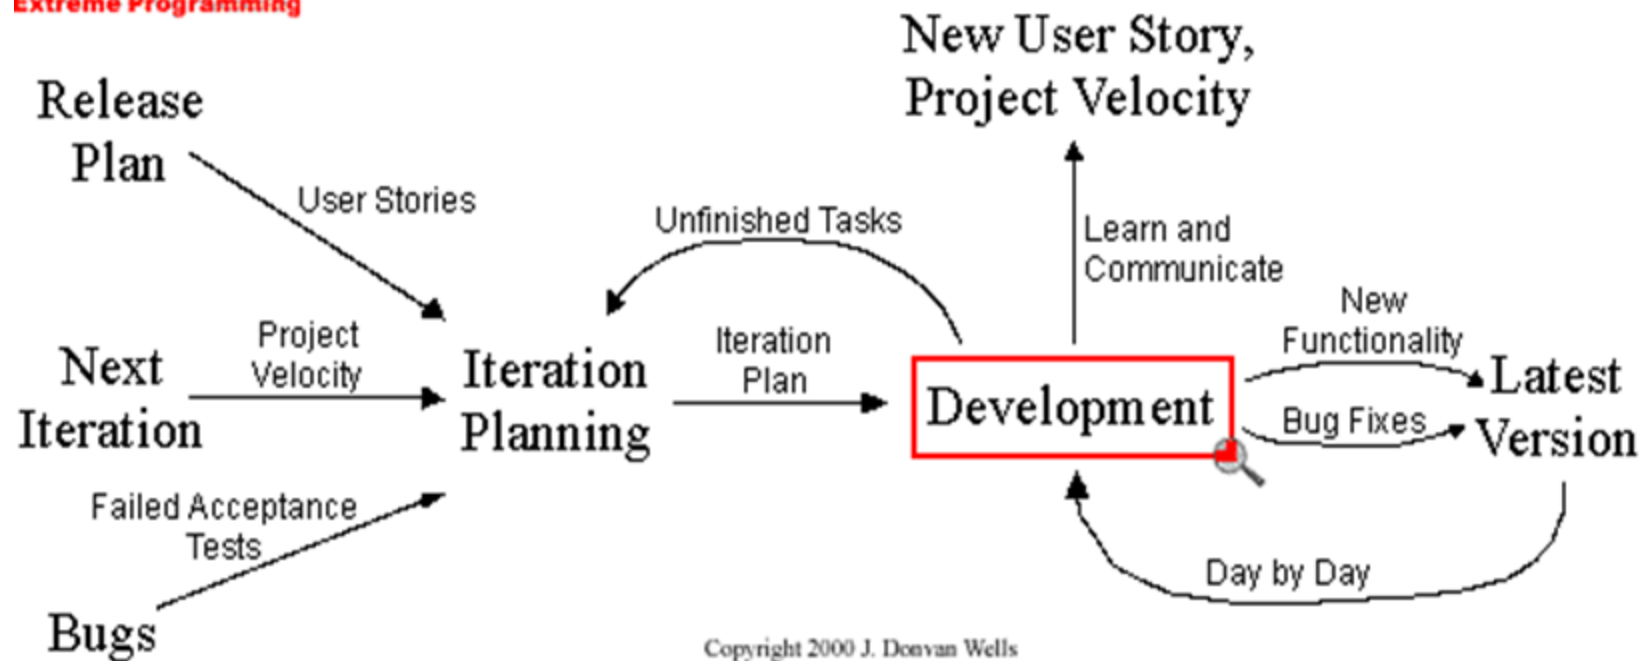 Extreme Programming
New User Story,
Project Velocity
Release
Plan
User Stories
Unfinished Tasks
Learn and
Communicate
New
Functionality
Project
Velocity
Iteration
Plan
Next
Iteration
Iteration
Planning
Development
Latest
Version
Bug Fixes
Failed Acceptance
Tests
Day by Day
Bugs
Copyright 2000 J. Donvan Wells